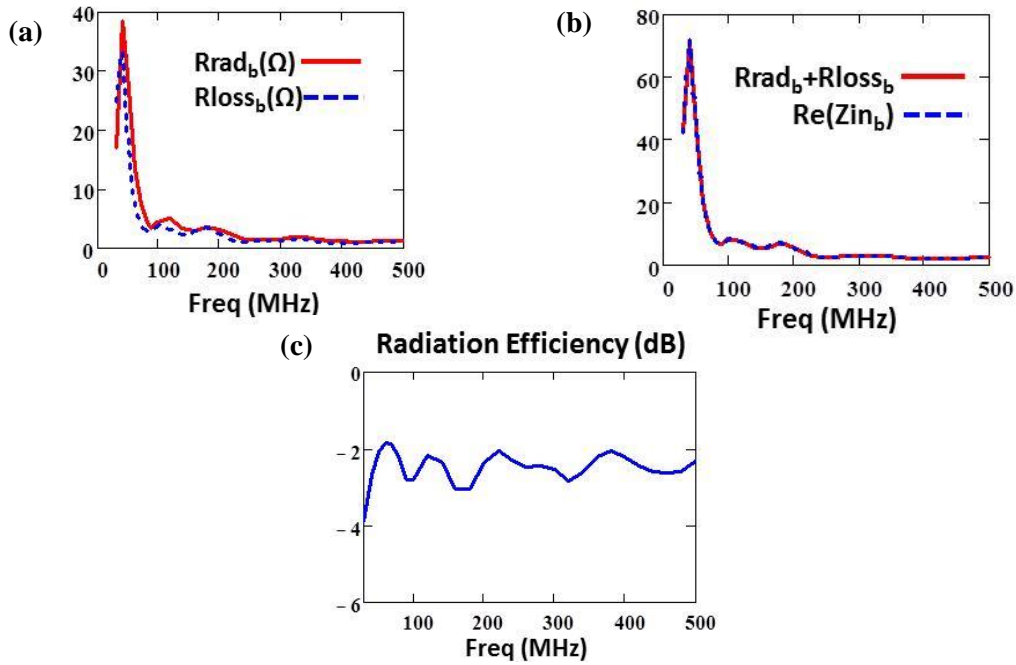 (a)
40
30
20
10
0
Rrad_b(Ω)
Rloss_b(Ω)
0 100 200 300 400 500
Freq (MHz)
(b)
80
60
40
20
0
Rrad_b+Rloss_b
Re(Zin_b)
0 100 200 300 400 500
Freq (MHz)
(c)
Radiation Efficiency (dB)
0
−2
−4
−6
100 200 300 400 500
Freq (MHz)